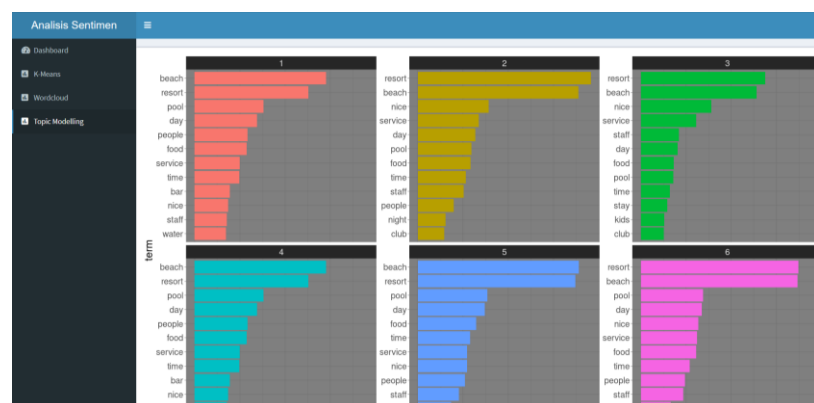 Analisis Sentimen
Dashboard
K-Means
Wordcloud
Topic Modelling
term
1
beach
resort
pool
day
people
food
service
time
bar
nice
staff
water
2
resort
beach
nice
service
day
pool
food
time
staff
people
night
club
3
resort
beach
nice
service
staff
day
food
pool
time
stay
kids
club
4
beach
resort
pool
day
people
food
service
time
bar
nice
5
beach
resort
pool
day
food
time
service
nice
people
staff
6
resort
beach
pool
day
nice
service
food
time
people
staff